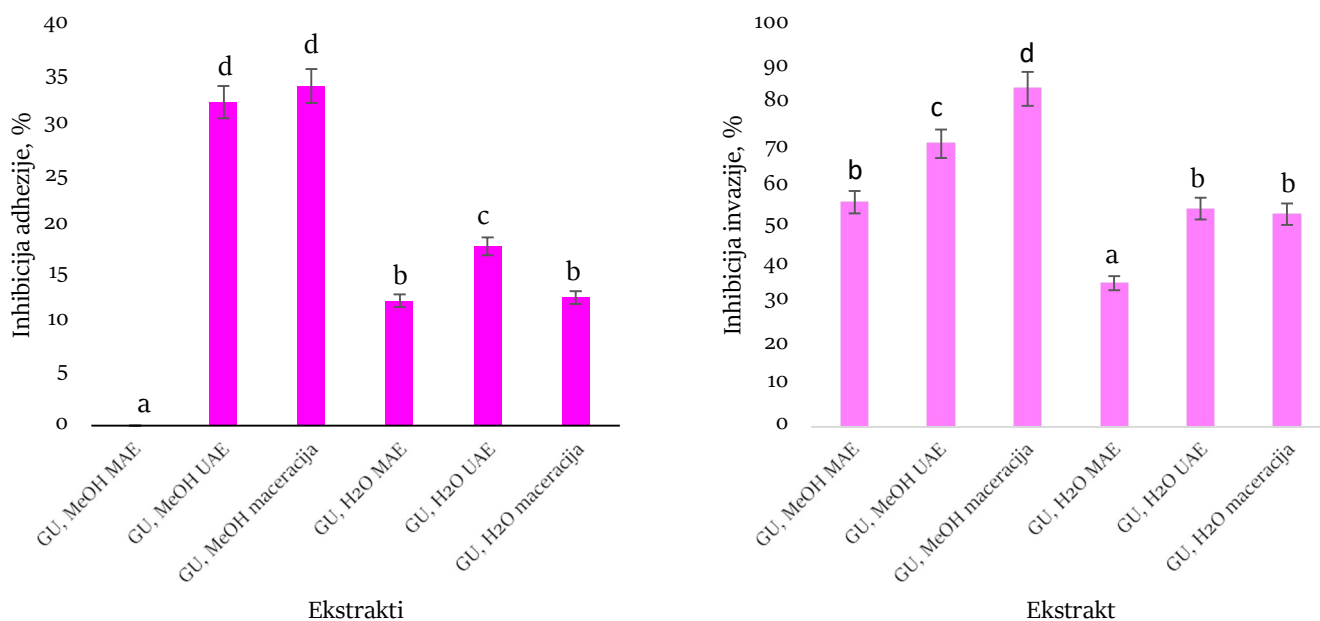 Inhibicija adhezije, %
40
35
30
25
20
15
10
5
0
a
d
d
b
c
b
GU, MeOH MAE
GU, MeOH UAE
GU, MeOH maceracija
GU, H2O MAE
GU, H2O UAE
GU, H2O maceracija
Ekstrakti
Inhibicija invazije, %
100
90
80
70
60
50
40
30
20
10
0
b
c
d
a
b
b
GU, MeOH MAE
GU, MeOH UAE
GU, MeOH maceracija
GU, H2O MAE
GU, H2O UAE
GU, H2O maceracija
Ekstrakt